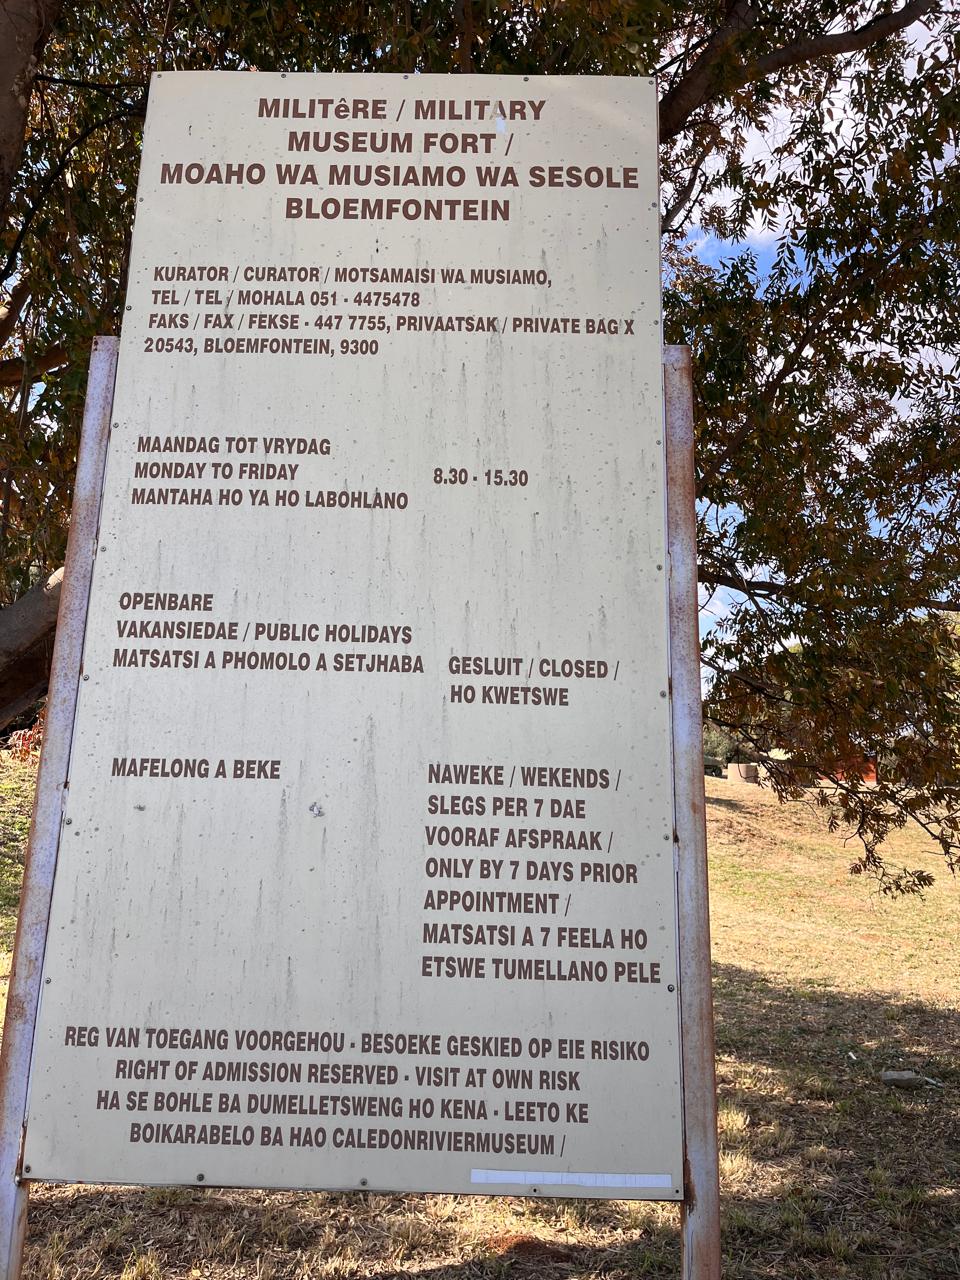 MILITêRE / MILITARY
MUSEUM FORT /
MOAHO WA MUSIAMO WA SESOLE
BLOEMFONTEIN
KURATOR / CURATOR / MOTSAMAISI WA MUSIAMO,
TEL / TEL / MOHALA 051 - 4475478
FAKS / FAX / FEKSE - 447 7755, PRIVAATSAK / PRIVATE BAG X
20543, BLOEMFONTEIN, 9300
MAANDAG TOT VRYDAG
MONDAY TO FRIDAY 8.30 - 15.30
MANTAHA HO YA HO LABOHLANO
OPENBARE
VAKANSIEDAE / PUBLIC HOLIDAYS
MATSATSI A PHOMOLO A SETJHABA GESLUIT / CLOSED /
HO KWETSWE
MAFELONG A BEKE NAWEKE / WEKENDS /
SLEGS PER 7 DAE
VOORAF AFSPRAAK /
ONLY BY 7 DAYS PRIOR
APPOINTMENT /
MATSATSI A 7 FEELA HO
ETSWE TUMELLANO PELE
REG VAN TOEGANG VOORGEHOU - BESOEKE GESKIED OP EIE RISIKO
RIGHT OF ADMISSION RESERVED - VISIT AT OWN RISK
HA SE BOHLE BA DUMELLETSWENG HO KENA - LEETO KE
BOIKARABELO BA HAO CALEDONRIVIERMUSEUM /